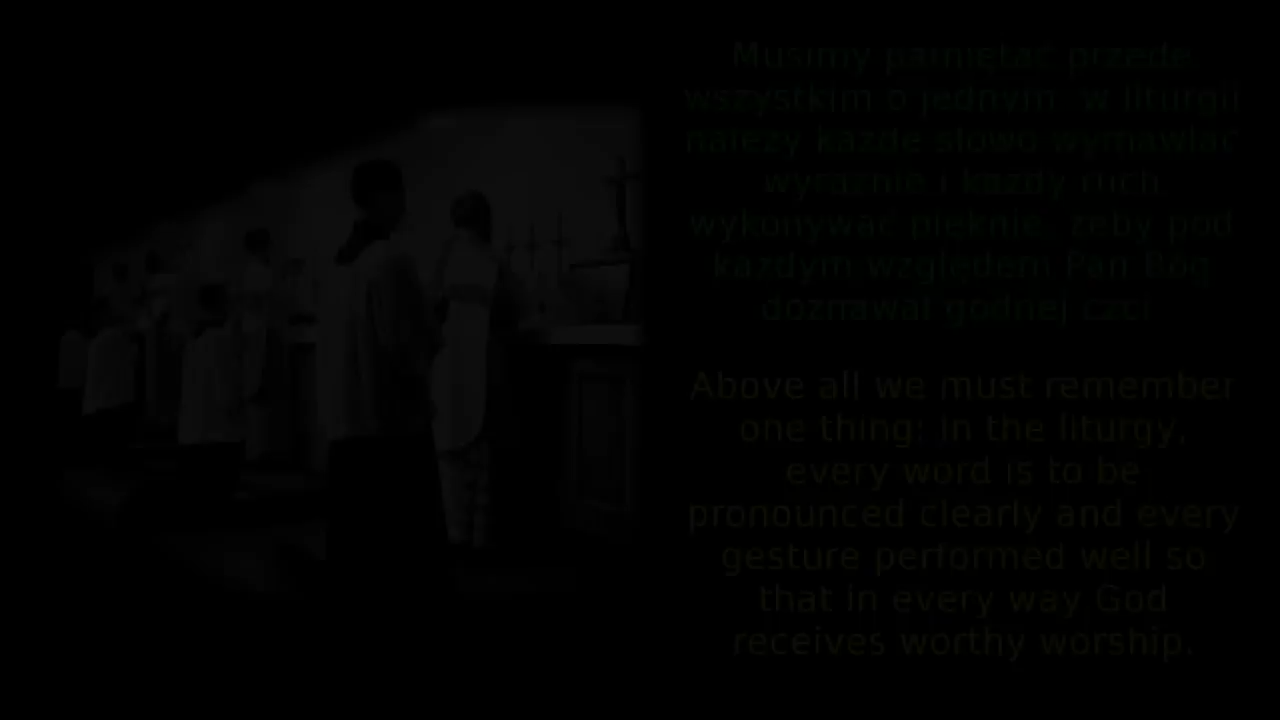 Musimy pamiętać przede
wszystkim o jednym: w liturgii
należy każde słowo wymawiać
wyraźnie i każdy ruch
wykonywać pięknie, żeby pod
każdym względem Pan Bóg
doznawał godnej czci.
Above all we must remember
one thing: in the liturgy,
every word is to be
pronounced clearly and every
gesture performed well so
that in every way God
receives worthy worship.